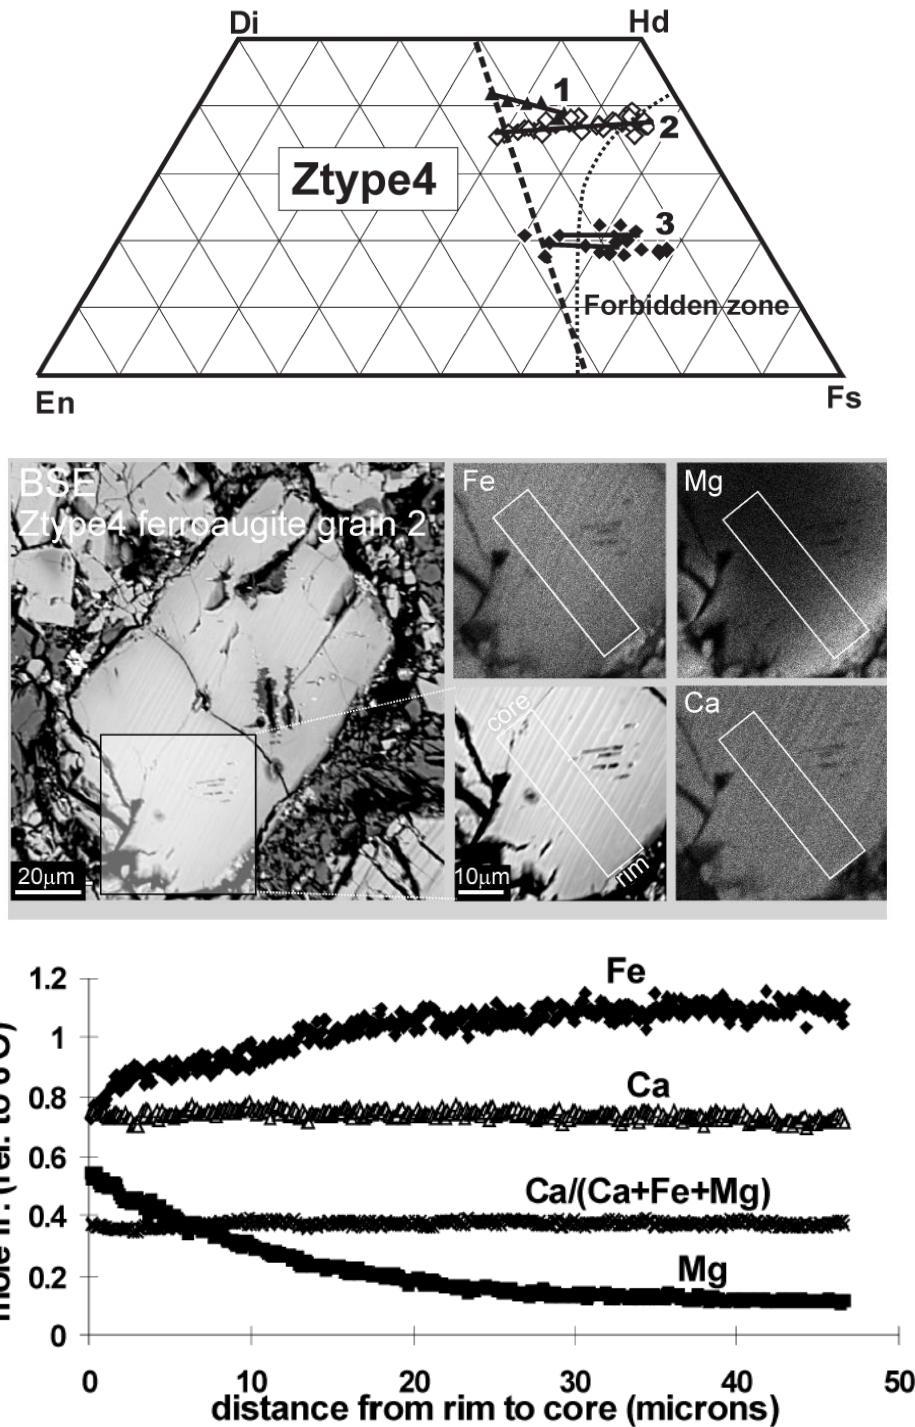 Di Hd
1
2
Ztype4
3
Forbidden zone
En Fs
BSE
Ztype4 ferroaugite grain 2
20μm
Fe
Mg
core
rim
10μm
Ca
1.2
1
0.8
0.6
0.4
0.2
0
Fe
Ca
Ca/(Ca+Fe+Mg)
Mg
0 10 20 30 40 50
distance from rim to core (microns)